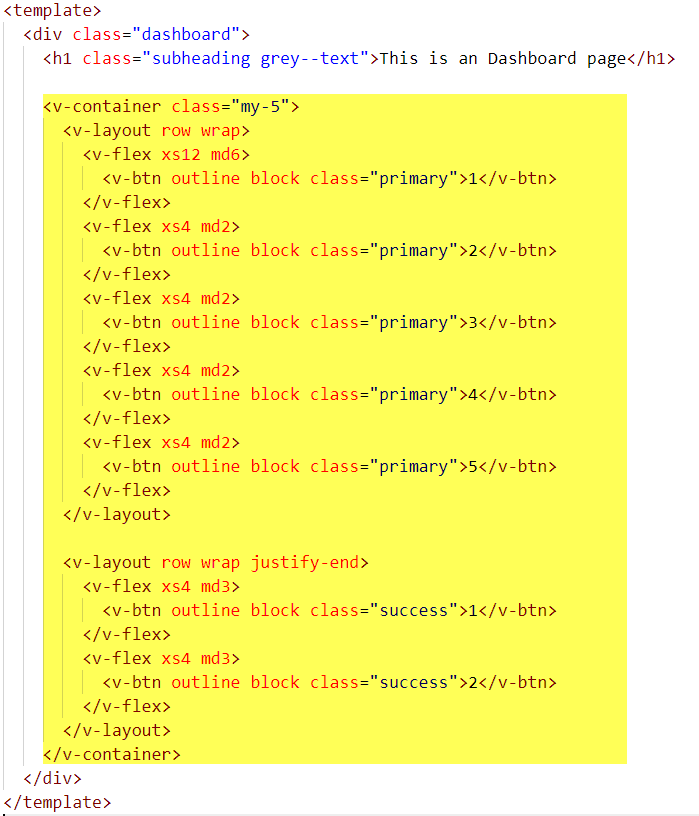 <template>
  <div class="dashboard">
    <h1 class="subheading grey--text">This is an Dashboard page</h1>

    <v-container class="my-5">
      <v-layout row wrap>
        <v-flex xs12 md6>
          <v-btn outline block class="primary">1</v-btn>
        </v-flex>
        <v-flex xs4 md2>
          <v-btn outline block class="primary">2</v-btn>
        </v-flex>
        <v-flex xs4 md2>
          <v-btn outline block class="primary">3</v-btn>
        </v-flex>
        <v-flex xs4 md2>
          <v-btn outline block class="primary">4</v-btn>
        </v-flex>
        <v-flex xs4 md2>
          <v-btn outline block class="primary">5</v-btn>
        </v-flex>
      </v-layout>

      <v-layout row wrap justify-end>
        <v-flex xs4 md3>
          <v-btn outline block class="success">1</v-btn>
        </v-flex>
        <v-flex xs4 md3>
          <v-btn outline block class="success">2</v-btn>
        </v-flex>
      </v-layout>
    </v-container>
  </div>
</template>